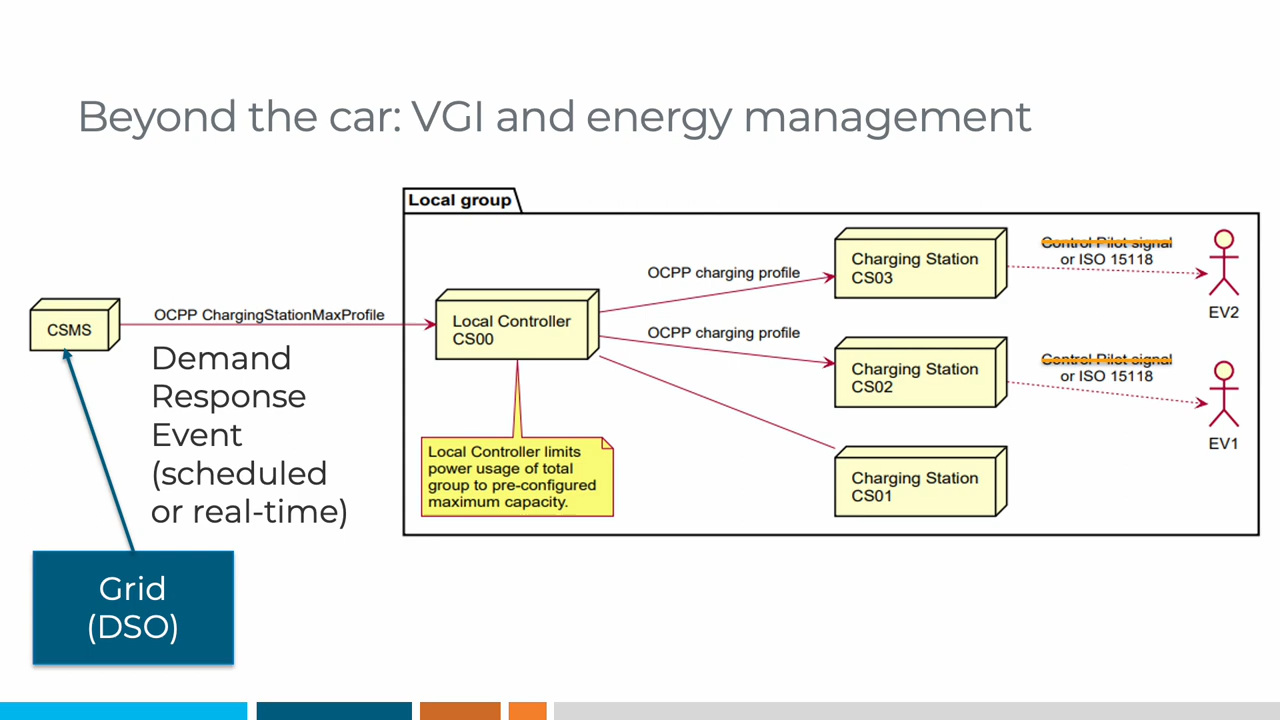 Beyond the car: VGI and energy management
Local group
CSMS
OCPP ChargingStationMaxProfile
Demand
Response
Event
(scheduled
or real-time)
Grid
(DSO)
Local Controller
CS00
Local Controller limits
power usage of total
group to pre-configured
maximum capacity.
OCPP charging profile
OCPP charging profile
Charging Station
CS03
Charging Station
CS02
Charging Station
CS01
Control Pilot signal
or ISO 15118
EV2
Control Pilot signal
or ISO 15118
EV1